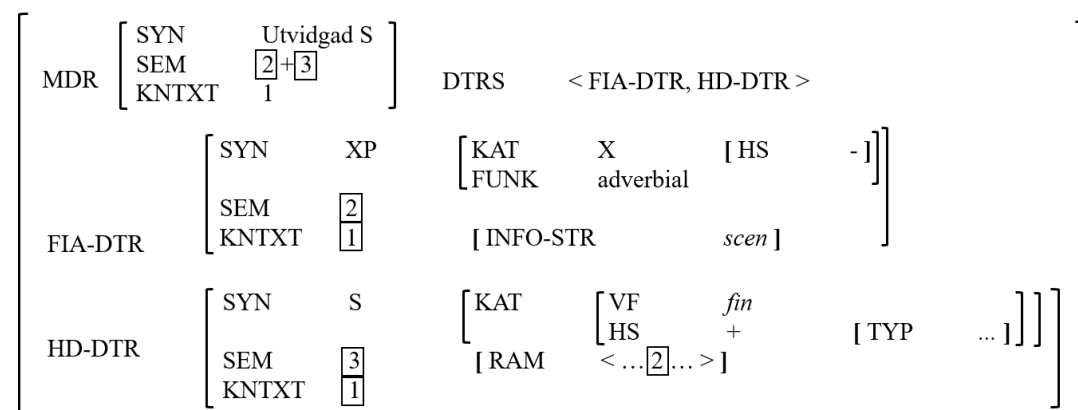 SYN Utvidgad S
SEM 2+3
MDR DTRS < FIA-DTR, HD-DTR >
KNTXT 1
SYN XP [ KAT X [ HS - ]
FUNK adverbial
SEM 2
FIA-DTR KNTXT 1 [ INFO-STR scen ]
SYN S [ KAT [ VF fin
HS + [ TYP ... ]
HD-DTR
SEM 3 [ RAM < …2… > ]
KNTXT 1